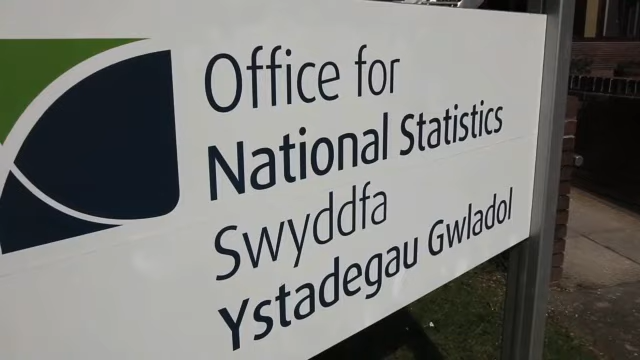 Office for
National Statistics
Swyddfa
Ystadegau Gwladol